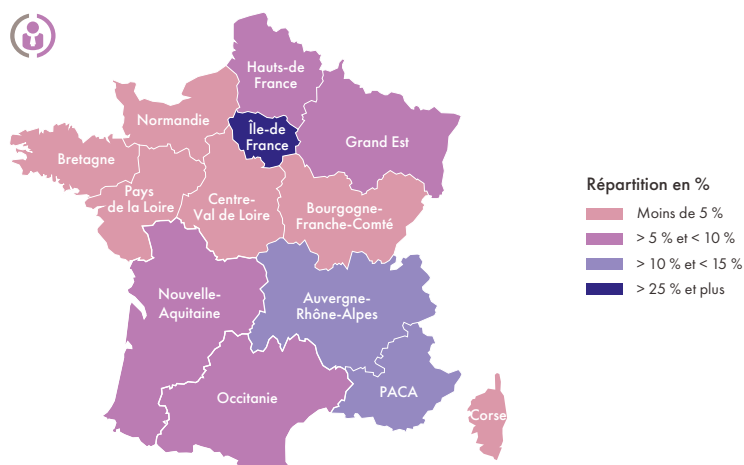 Hauts-de
France
Normandie
Île-de
France
Grand Est
Bretagne
Pays
de la Loire
Centre-
Val de Loire
Bourgogne-
Franche-Comté
Nouvelle-
Aquitaine
Auvergne-
Rhône-Alpes
Occitanie
PACA
Corse
Répartition en %
Moins de 5 %
> 5 % et < 10 %
> 10 % et < 15 %
> 25 % et plus